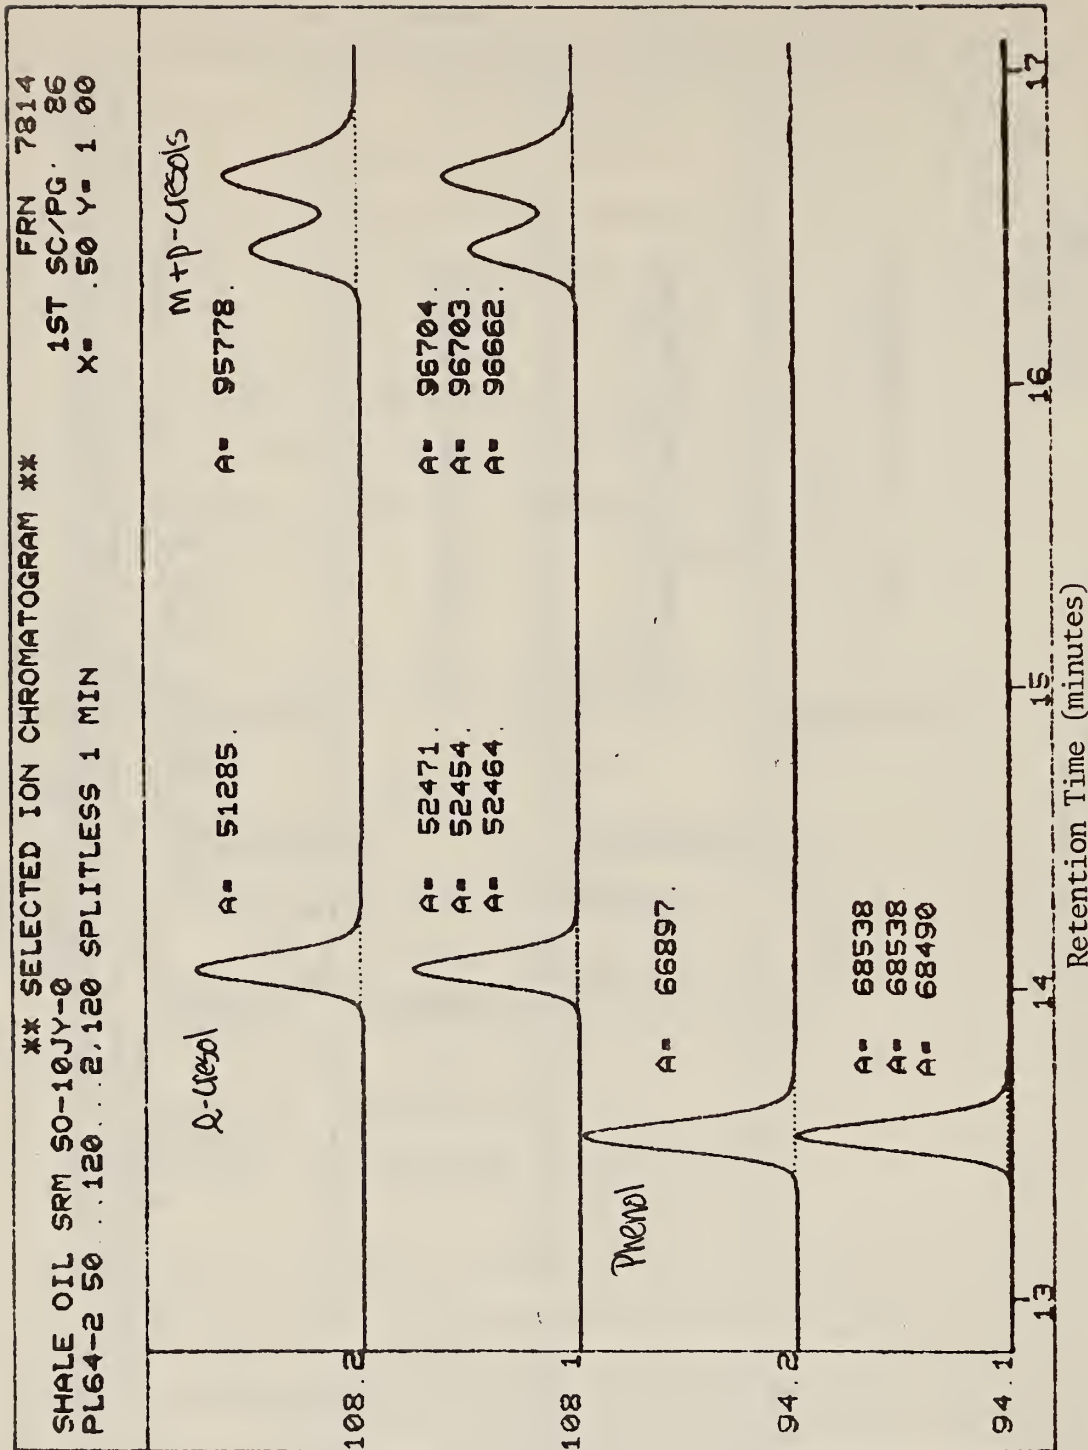 ** SELECTED ION CHROMATOGRAM ** FRN 7814
SHALE OIL SRM SO-10JY-0 1ST SC/PG: 86
PL64-2 50...120...2,120 SPLITLESS 1 MIN X= .50 Y= 1.00
o-cresol
A= 51285.
m+p-cresols
A= 95778.
108.2
A= 52471.
A= 52454.
A= 52464.
A= 96704.
A= 96703.
A= 96662.
108.1
Phenol
A= 66897.
94.2
A= 68538
A= 68538
A= 68490
94.1
13 14 15 16 17
Retention Time (minutes)